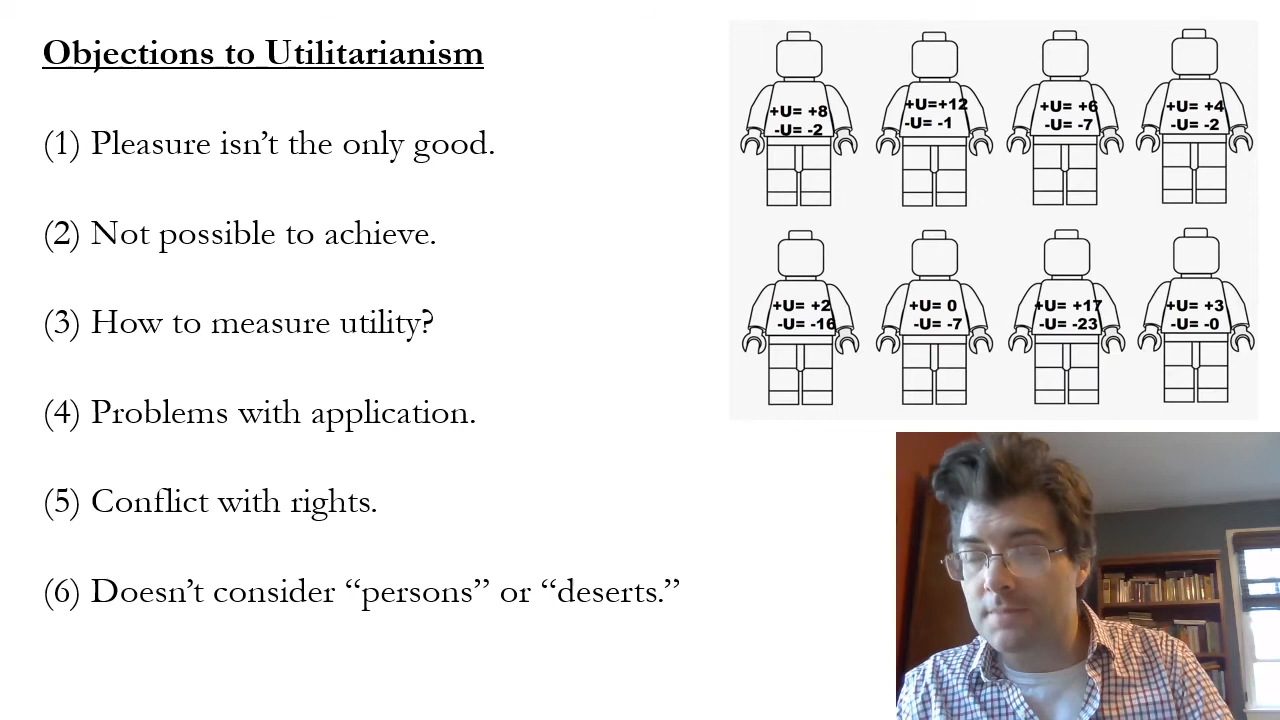 Objections to Utilitarianism
(1) Pleasure isn’t the only good.
(2) Not possible to achieve.
(3) How to measure utility?
(4) Problems with application.
(5) Conflict with rights.
(6) Doesn’t consider “persons” or “deserts.”
+U= +8
-U= -2
+U=+12
-U= -1
+U= +6
-U= -7
+U= +4
-U= -2
+U= +2
-U= -16
+U= 0
-U= -7
+U= +17
-U= -23
+U= +3
-U= -0